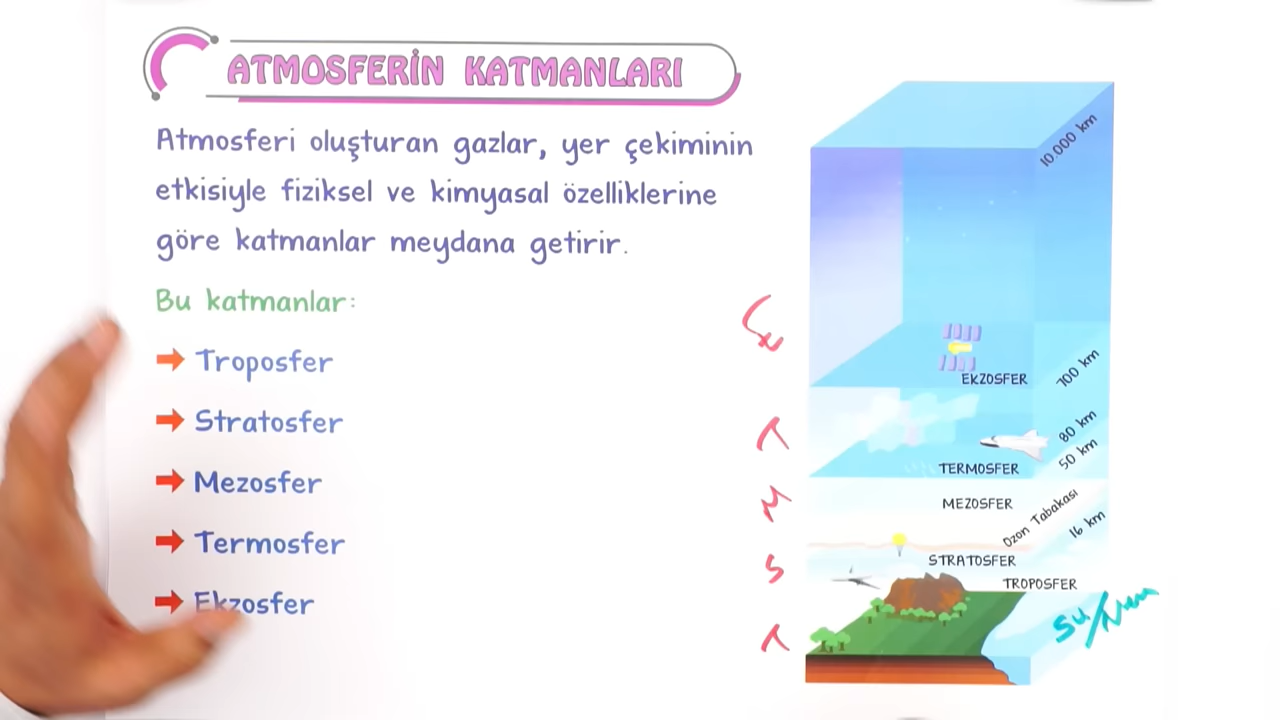 ATMOSFERİN KATMANLARI
Atmosferi oluşturan gazlar, yer çekiminin
etkisiyle fiziksel ve kimyasal özelliklerine
göre katmanlar meydana getirir.
Bu katmanlar:
Troposfer
Stratosfer
Mezosfer
Termosfer
Ekzosfer
10.000 km
EKZOSFER
700 km
80 km
TERMOSFER
50 km
MEZOSFER
Ozon Tabakası
16 km
STRATOSFER
TROPOSFER
T
M
S
T
Su/Nem